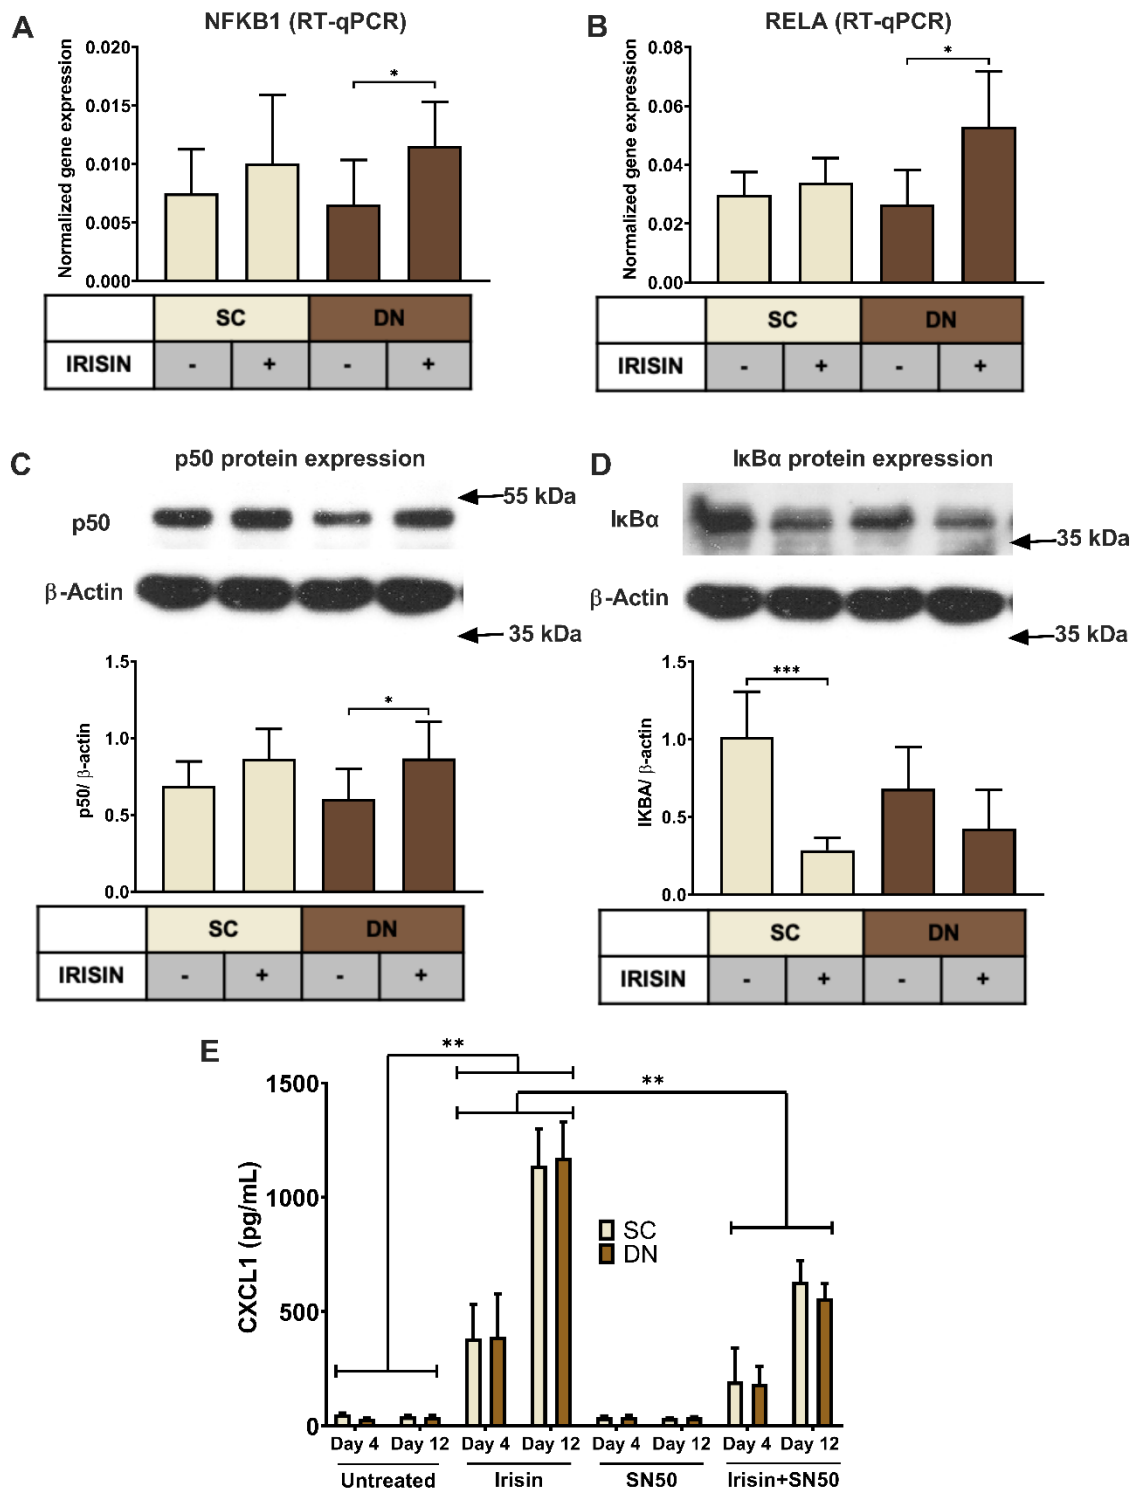 A
NFKB1 (RT-qPCR)
Normalized gene expression
0.020
0.015
0.010
0.005
0.000
*
SC DN
IRISIN - + - +
B
RELA (RT-qPCR)
Normalized gene expression
0.08
0.06
0.04
0.02
0.00
*
SC DN
IRISIN - + - +
C
p50 protein expression
55 kDa
p50
β-Actin
35 kDa
p50/ β-actin
1.5
1.0
0.5
0.0
*
SC DN
IRISIN - + - +
D
IκBα protein expression
IκBα
35 kDa
β-Actin
35 kDa
IKBA/ β-actin
1.5
1.0
0.5
0.0
***
SC DN
IRISIN - + - +
E
**
**
CXCL1 (pg/mL)
1500
1000
500
0
SC
DN
Day 4 Day 12 Day 4 Day 12 Day 4 Day 12 Day 4 Day 12
Untreated Irisin SN50 Irisin+SN50